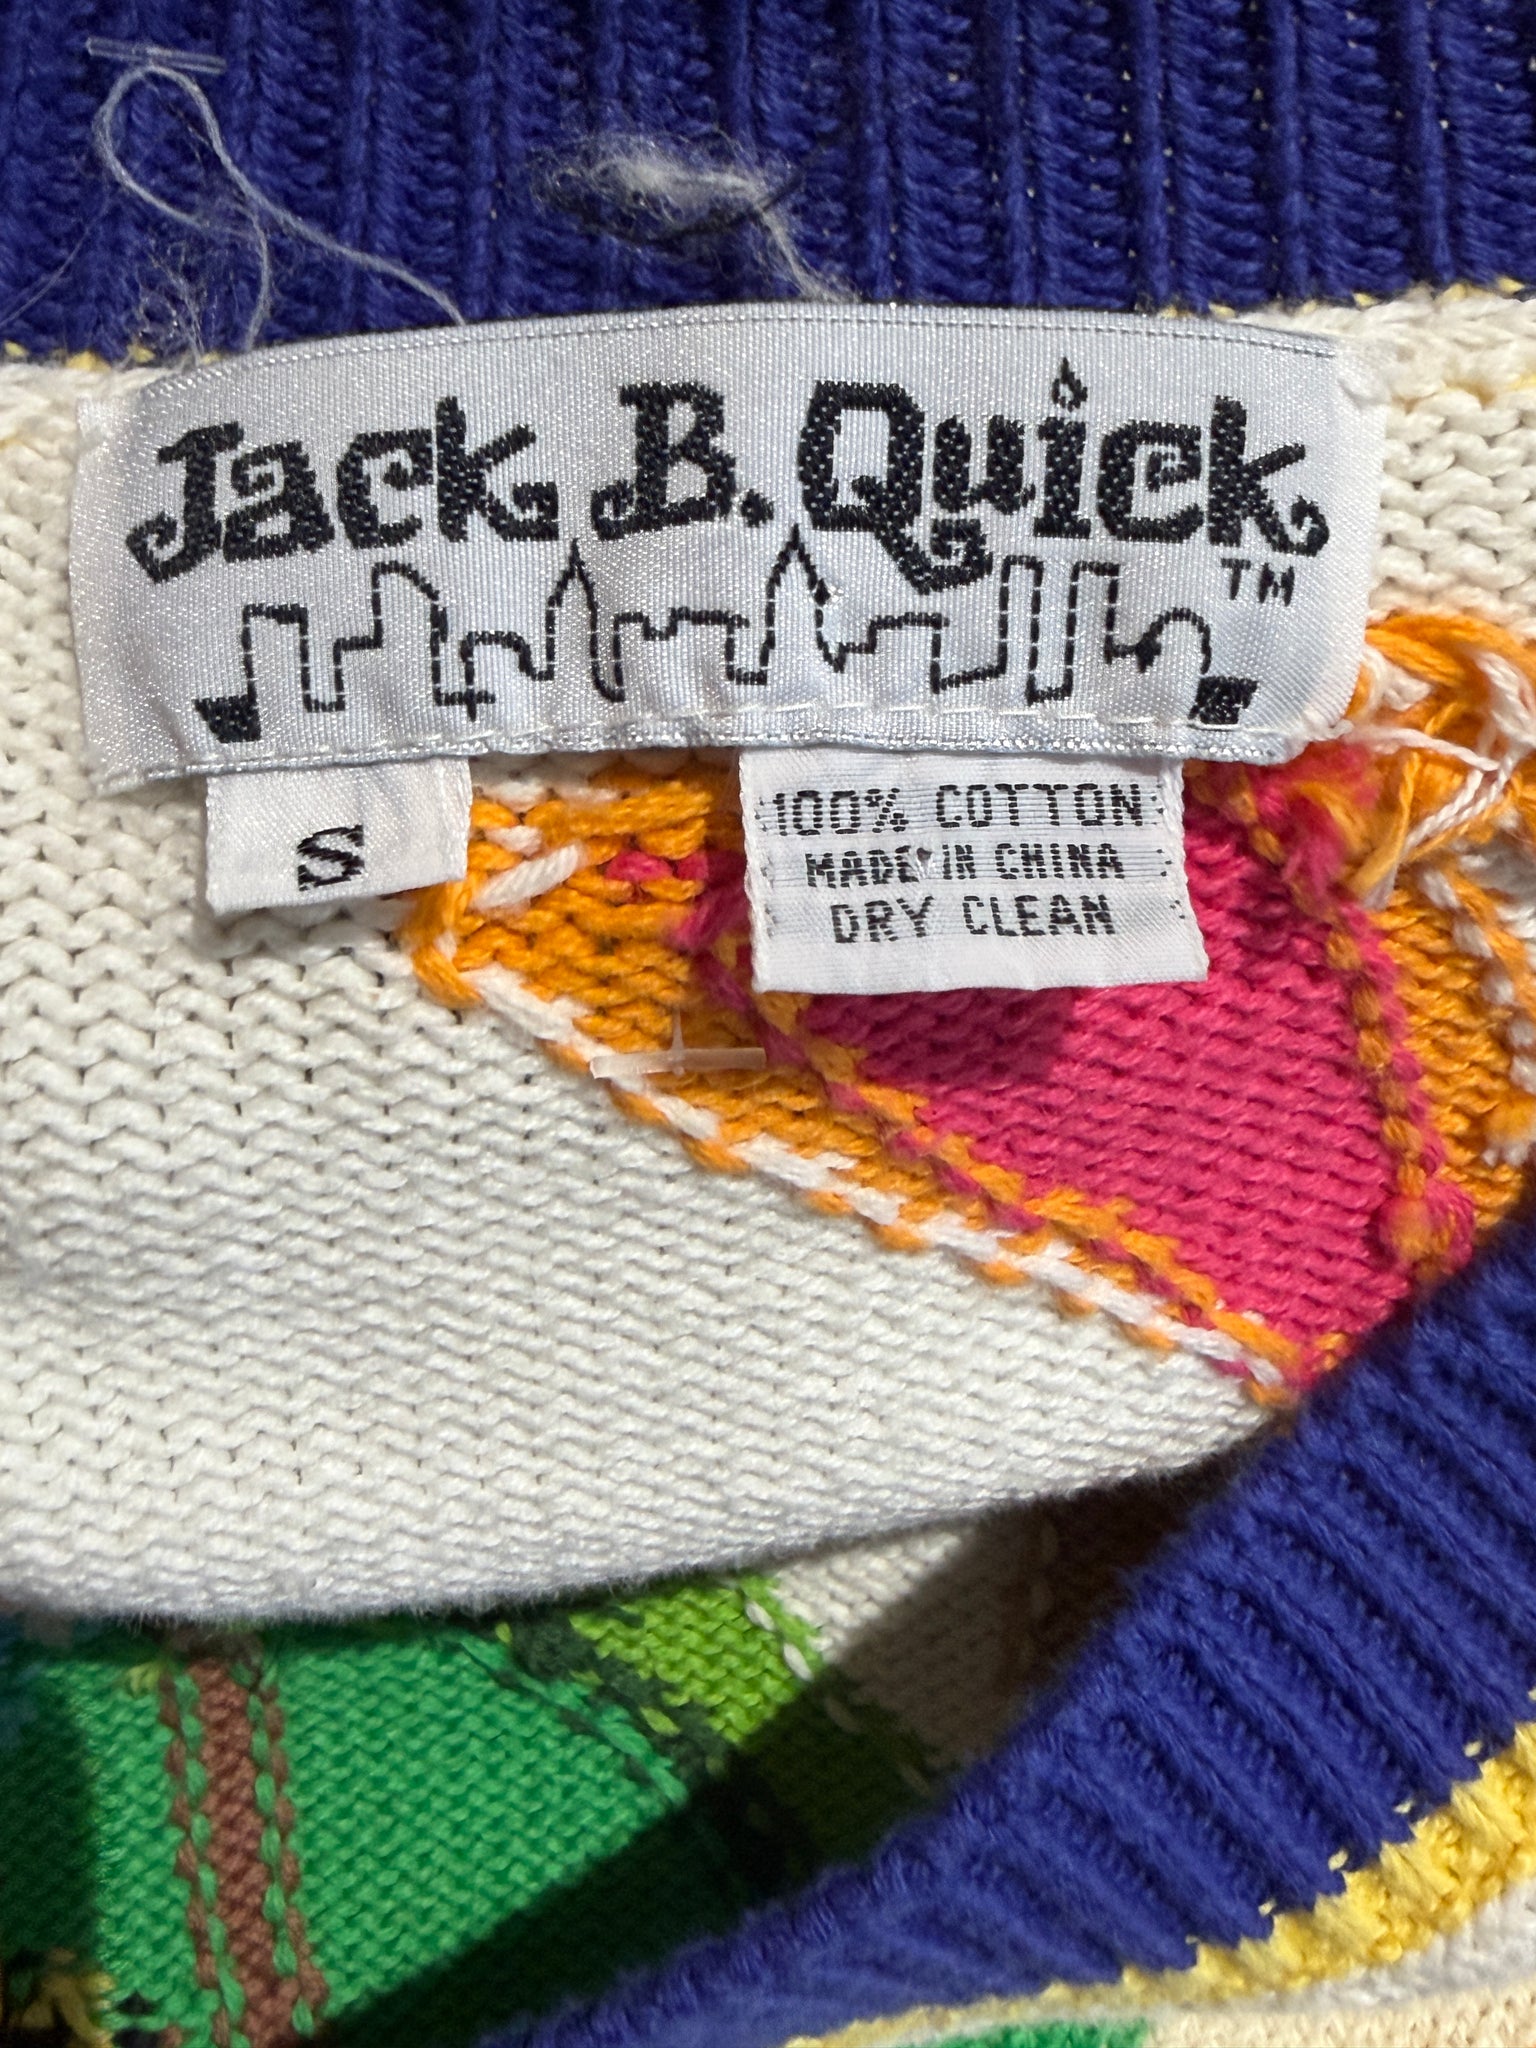 Jack B. Quick
TM
S
100% COTTON
MADE IN CHINA
DRY CLEAN